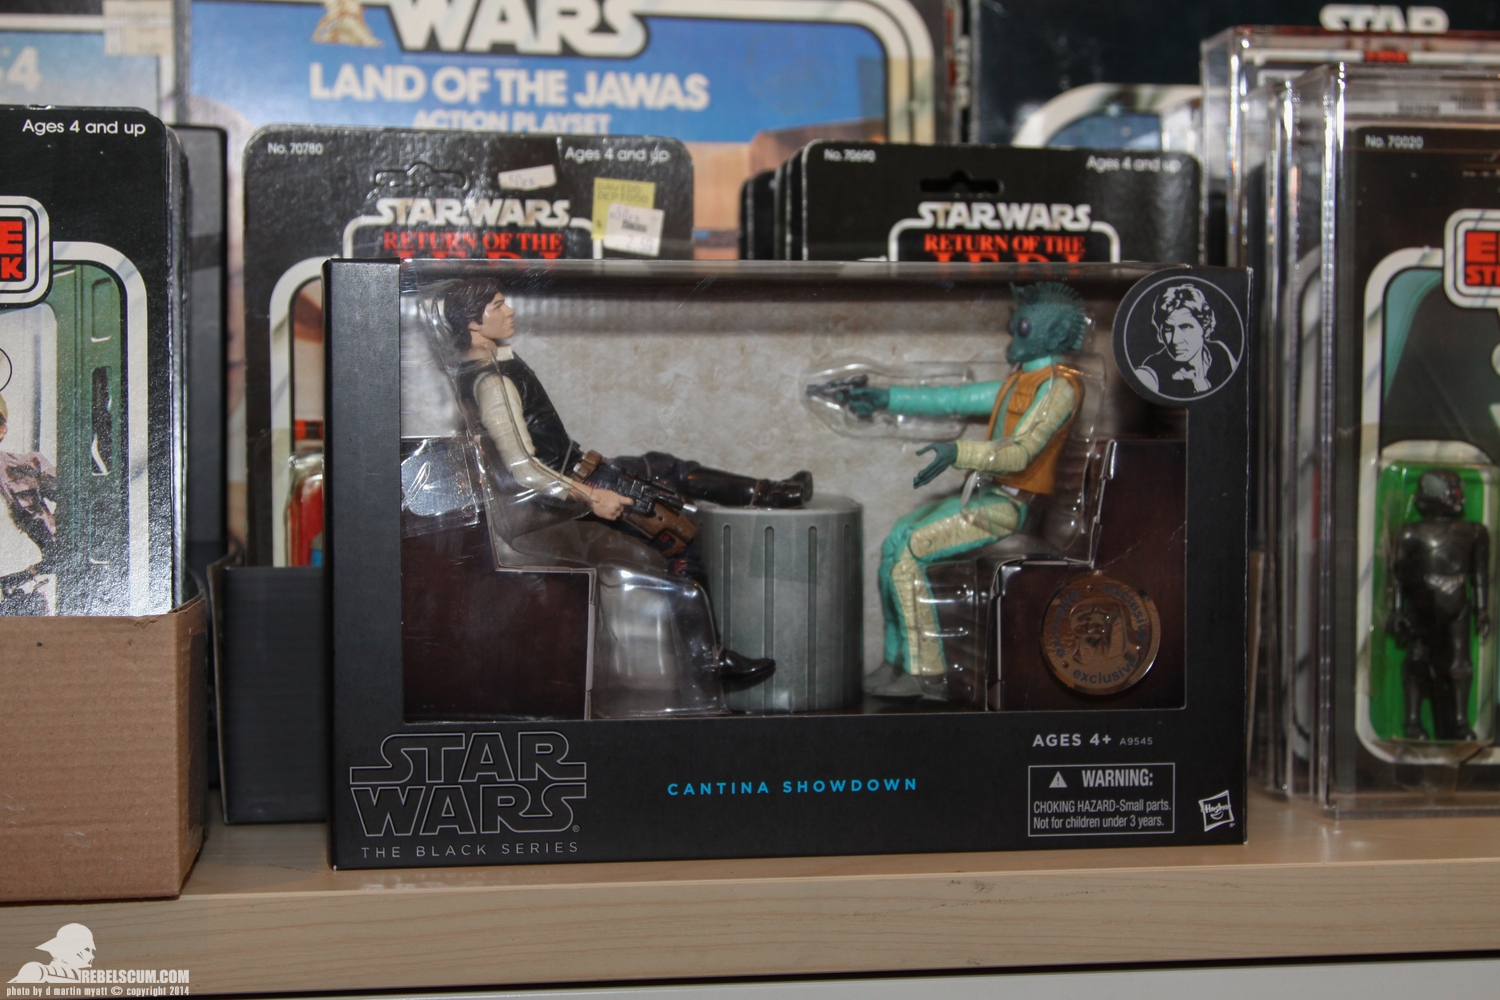 STAR
WARS
LAND OF THE JAWAS
ACTION PLAYSET
Ages 4 and up
No. 70780
Ages 4 and up
STAR WARS
RETURN OF THE
JEDI
No. 70690
Ages 4 and up
STAR WARS
RETURN OF THE
JEDI
No. 70020
exclusive
STAR
WARS
THE BLACK SERIES
CANTINA SHOWDOWN
AGES 4+ A9545
WARNING:
CHOKING HAZARD-Small parts.
Not for children under 3 years.
Hasbro
REBELSCUM.COM
photo by d martin myatt © copyright 2014